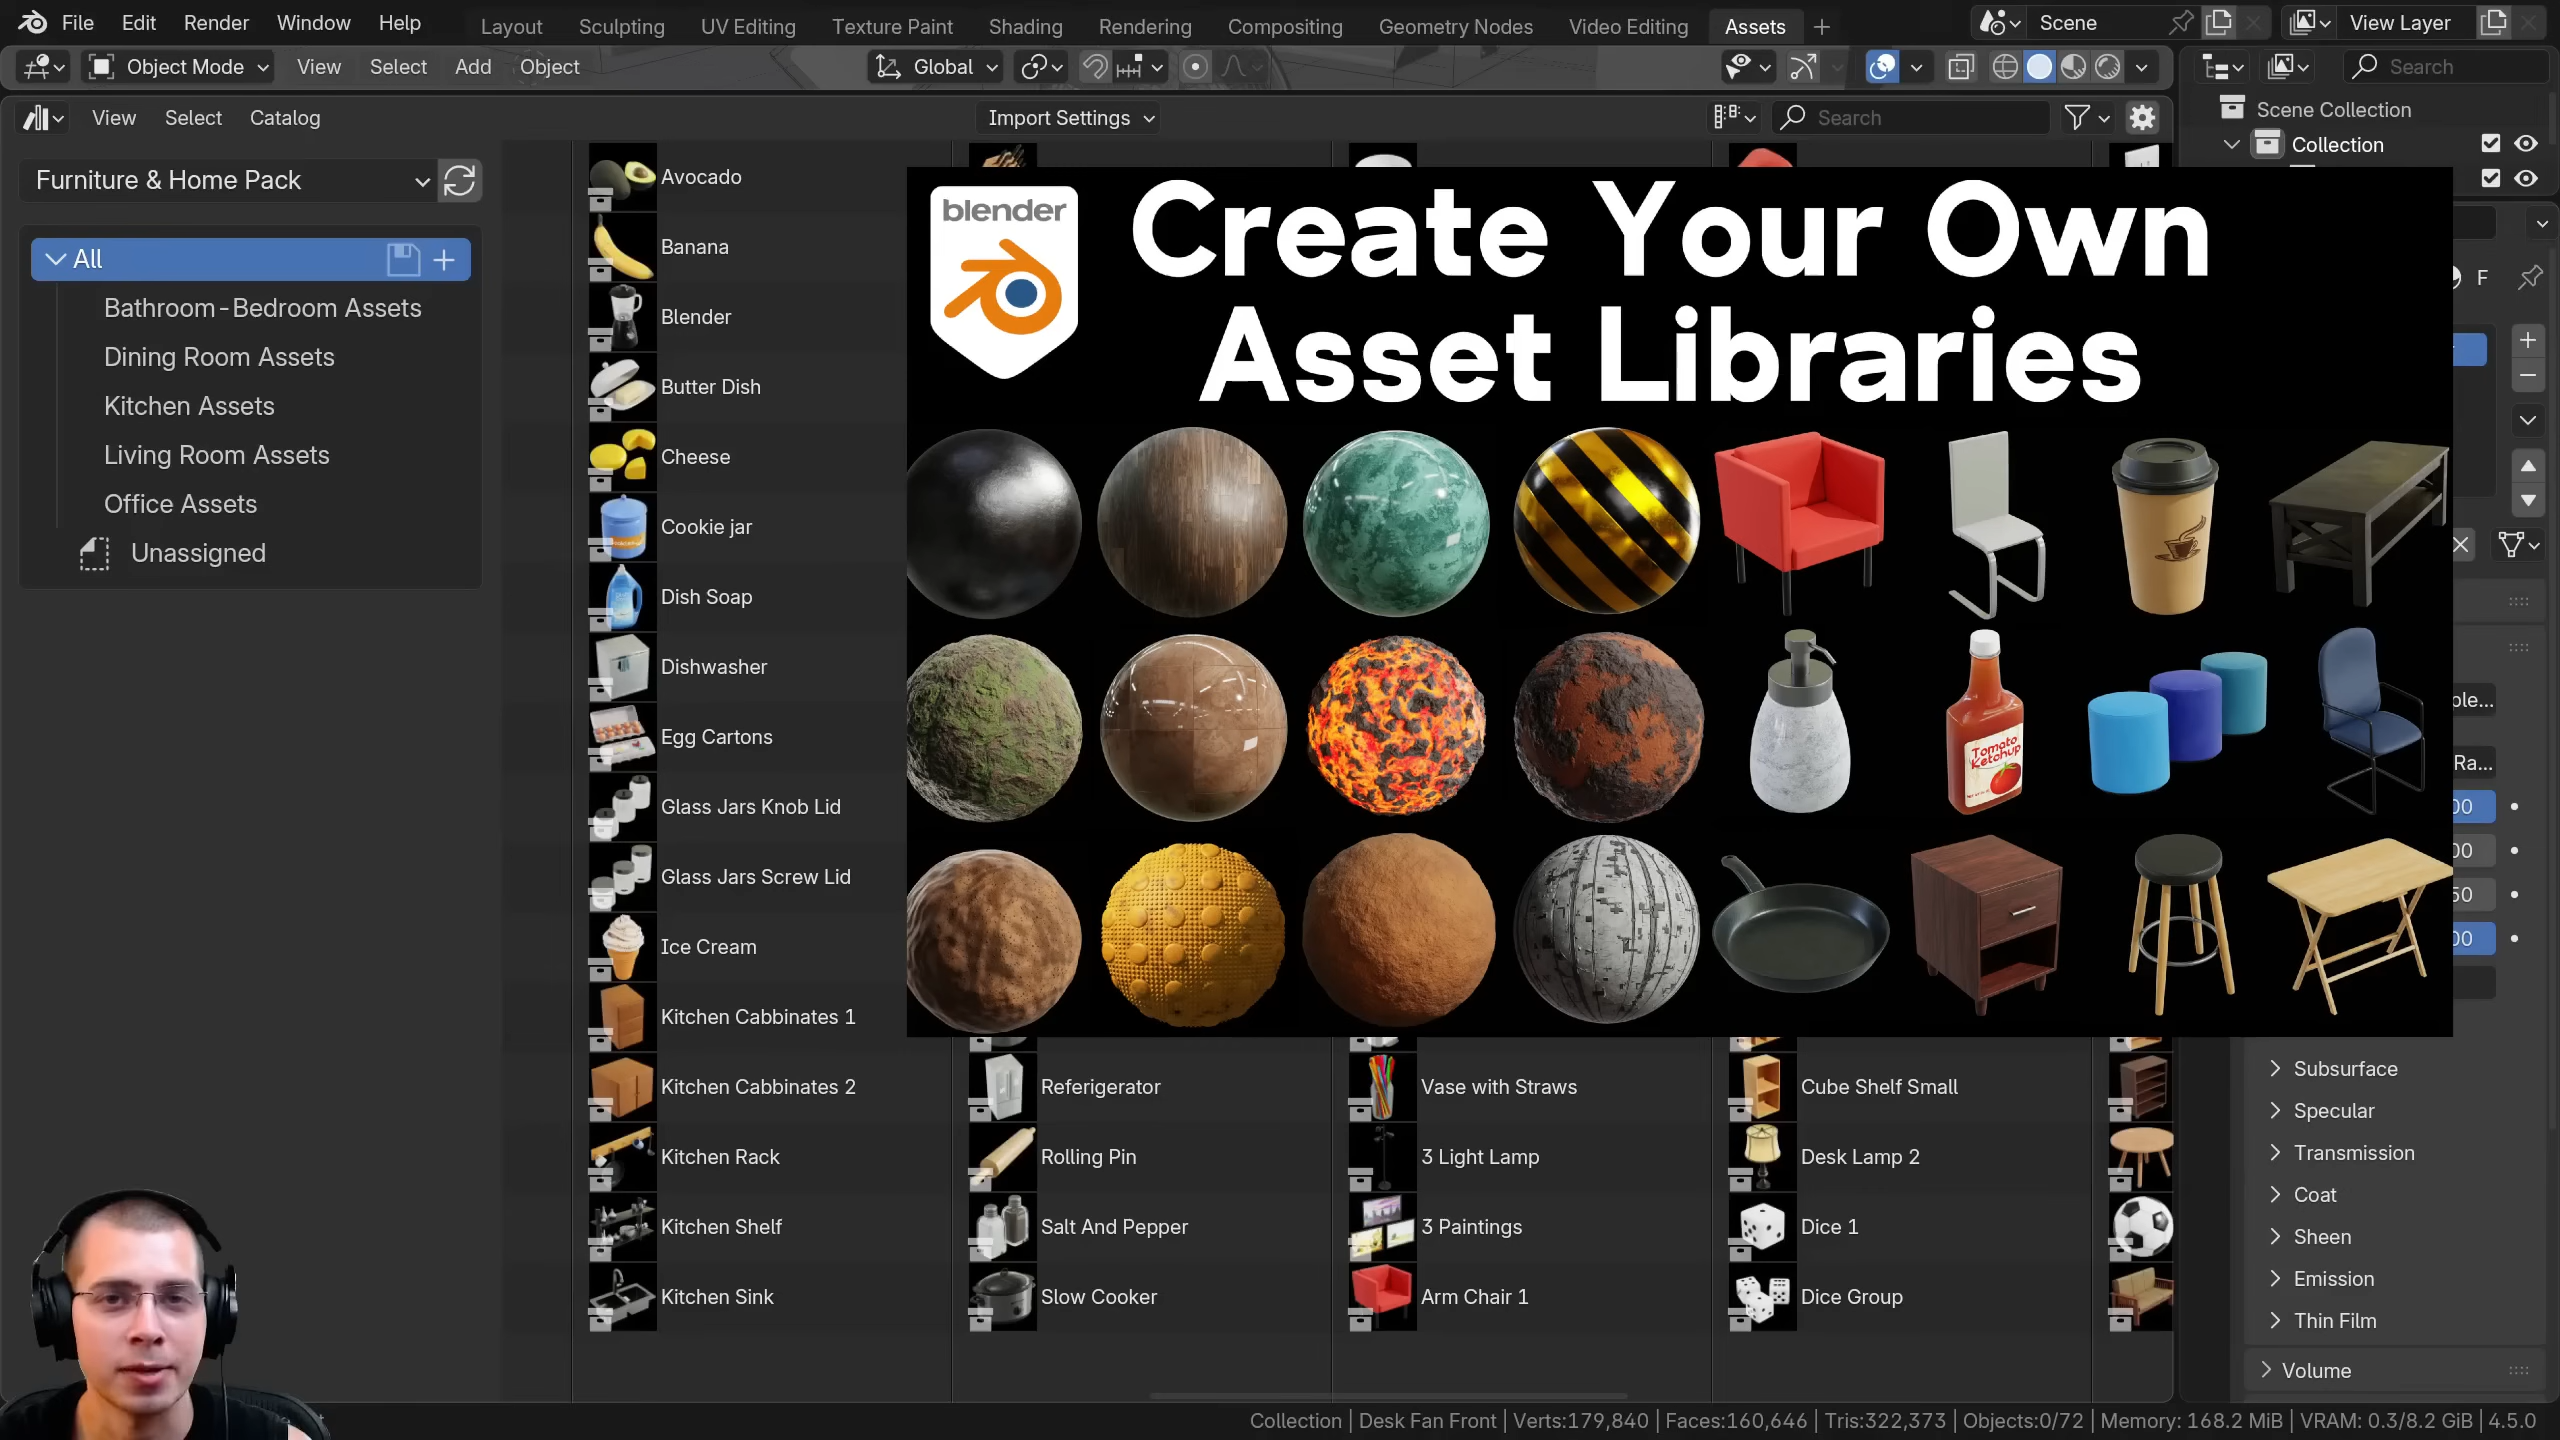 File Edit Render Window Help Layout Sculpting UV Editing Texture Paint Shading Rendering Compositing Geometry Nodes Video Editing Assets + Scene View Layer
Object Mode View Select Add Object Global Search
View Select Catalog Import Settings Search
Scene Collection
Collection
Furniture & Home Pack
All
Bathroom-Bedroom Assets
Dining Room Assets
Kitchen Assets
Living Room Assets
Office Assets
Unassigned
Avocado
Banana
Blender
Butter Dish
Cheese
Cookie jar
Dish Soap
Dishwasher
Egg Cartons
Glass Jars Knob Lid
Glass Jars Screw Lid
Ice Cream
Kitchen Cabbinates 1
Kitchen Cabbinates 2
Kitchen Rack
Kitchen Shelf
Kitchen Sink
blender
Create Your Own
Asset Libraries
Tomato
Ketchup
Referigerator
Rolling Pin
Salt And Pepper
Slow Cooker
Vase with Straws
3 Light Lamp
3 Paintings
Arm Chair 1
Cube Shelf Small
Desk Lamp 2
Dice 1
Dice Group
F
ple...
Ra...
00
00
50
00
Subsurface
Specular
Transmission
Coat
Sheen
Emission
Thin Film
Volume
Collection | Desk Fan Front | Verts:179,840 | Faces:160,646 | Tris:322,373 | Objects:0/72 | Memory: 168.2 MiB | VRAM: 0.3/8.2 GiB | 4.5.0